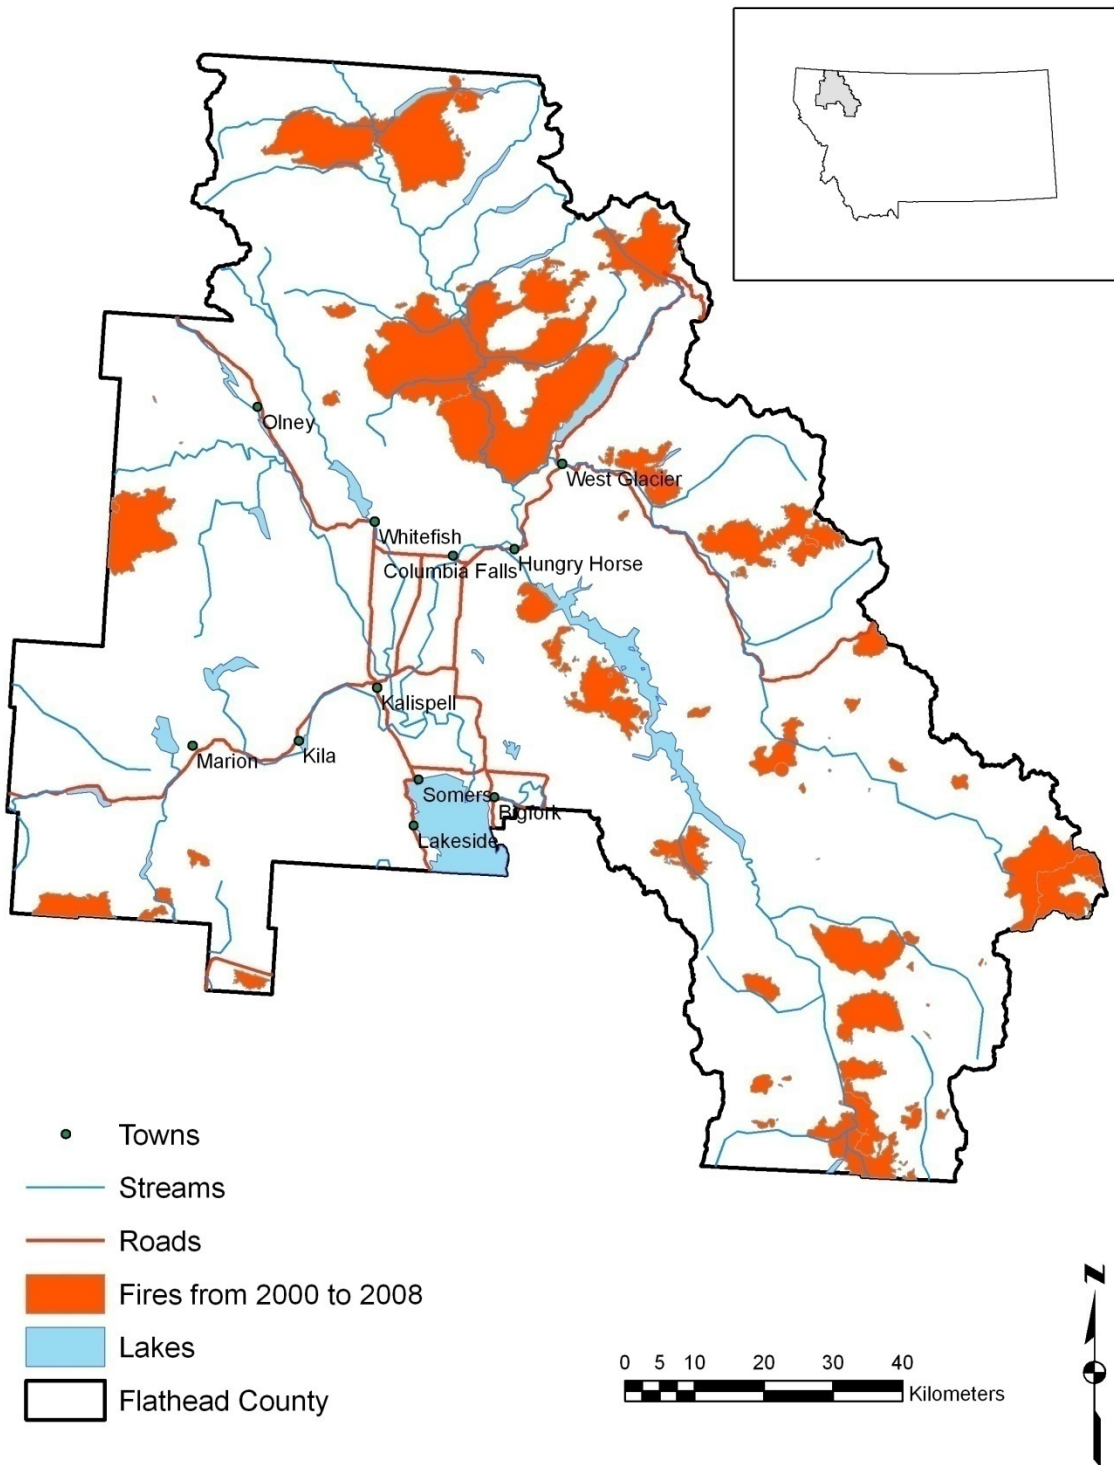 Olney
West Glacier
Whitefish
Columbia Falls
Hungry Horse
Kalispell
Marion
Kila
Somers
Bigfork
Lakeside
Towns
Streams
Roads
Fires from 2000 to 2008
Lakes
Flathead County
0 5 10 20 30 40
Kilometers
N